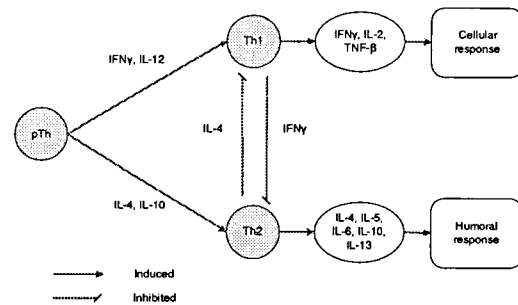 Th1
IFNγ, IL-2,
TNF-β
Cellular
response
IFNγ, IL-12
pTh
IL-4
IFNγ
IL-4, IL-10
Th2
IL-4, IL-5,
IL-6, IL-10,
IL-13
Humoral
response
Induced
Inhibited